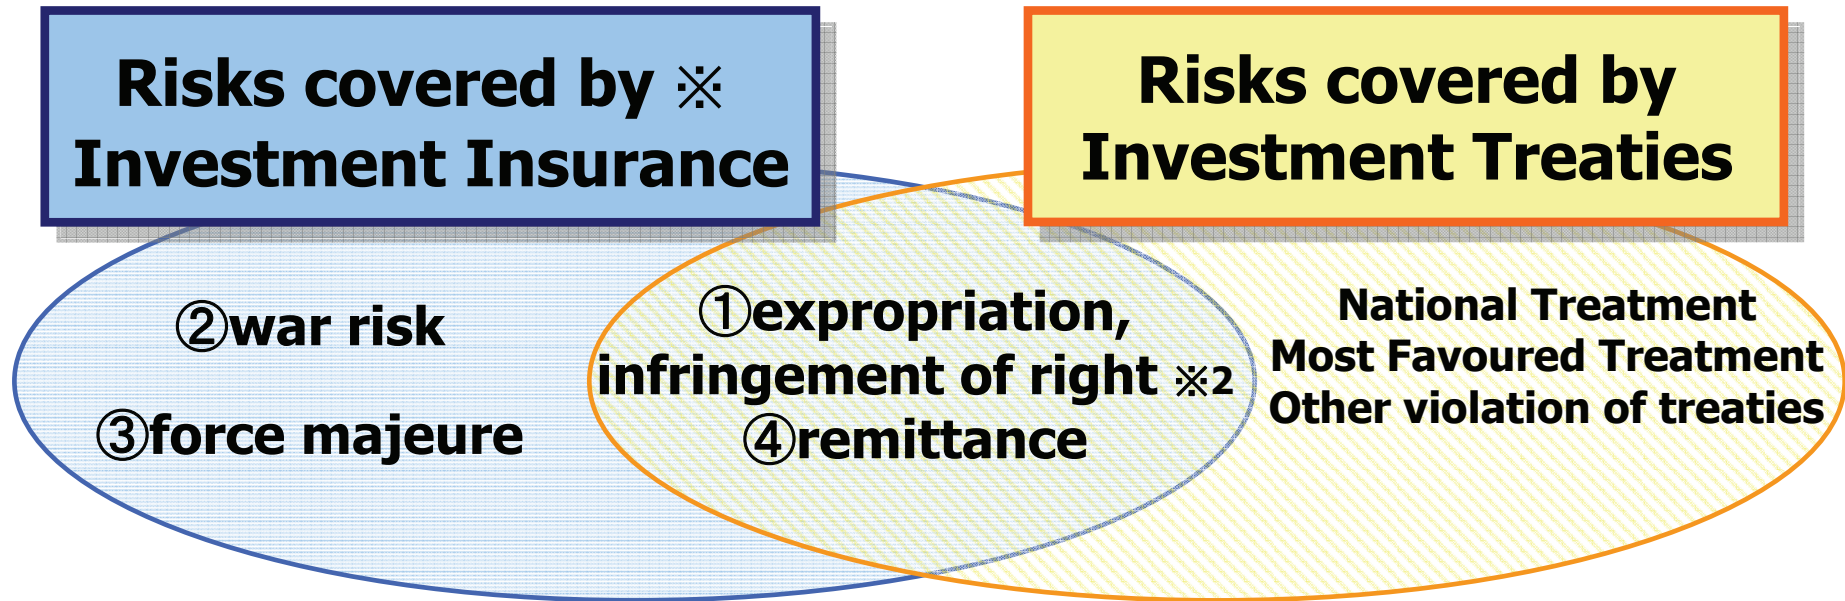 Risks covered by ※
Investment Insurance
Risks covered by
Investment Treaties
②war risk
③force majeure
①expropriation,
infringement of right ※2
④remittance
National Treatment
Most Favoured Treatment
Other violation of treaties